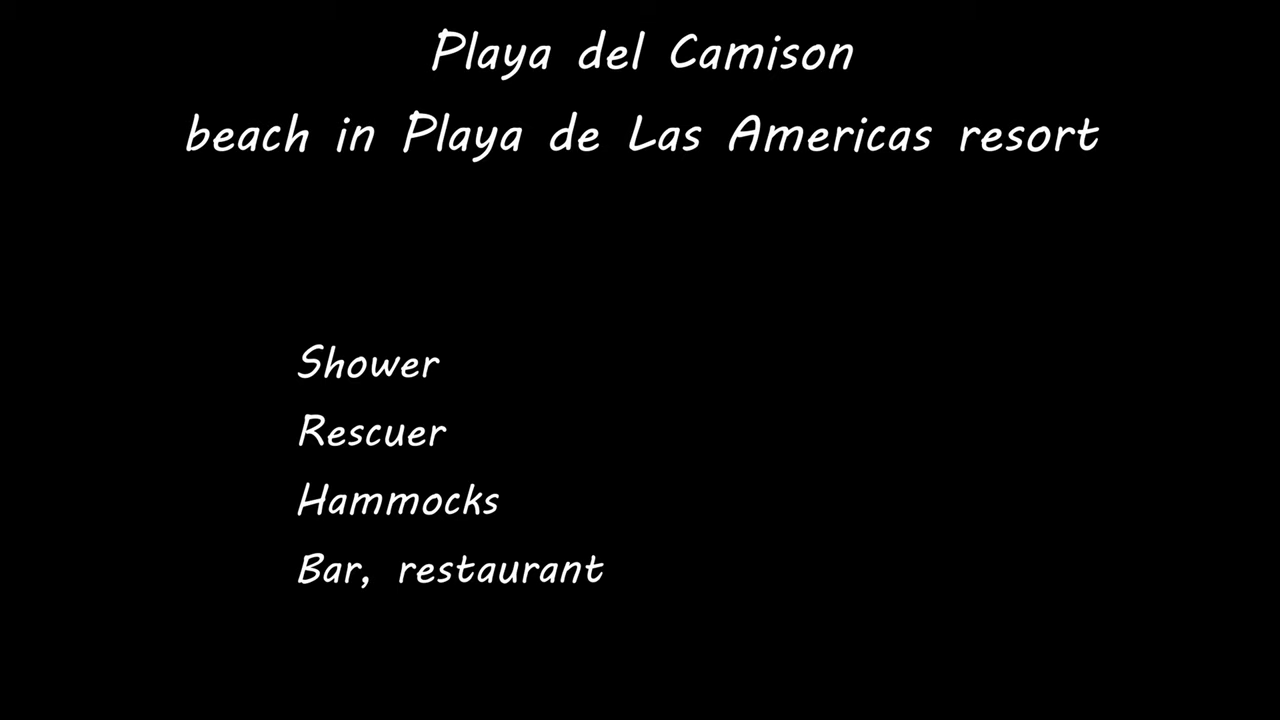 Playa del Camison
beach in Playa de Las Americas resort
Shower
Rescuer
Hammocks
Bar, restaurant